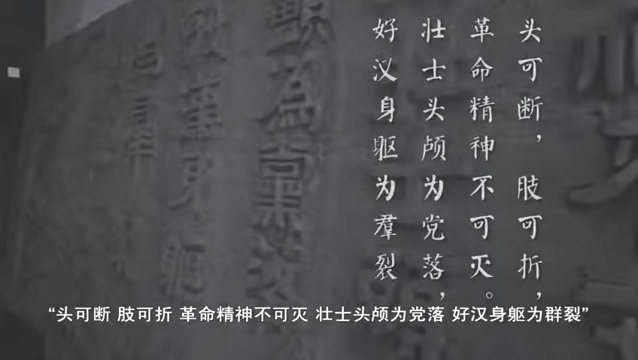 头可断，肢可折，
革命精神不可灭。
壮士头颅为党落，
好汉身躯为羣裂
“头可断 肢可折 革命精神不可灭 壮士头颅为党落 好汉身躯为群裂”